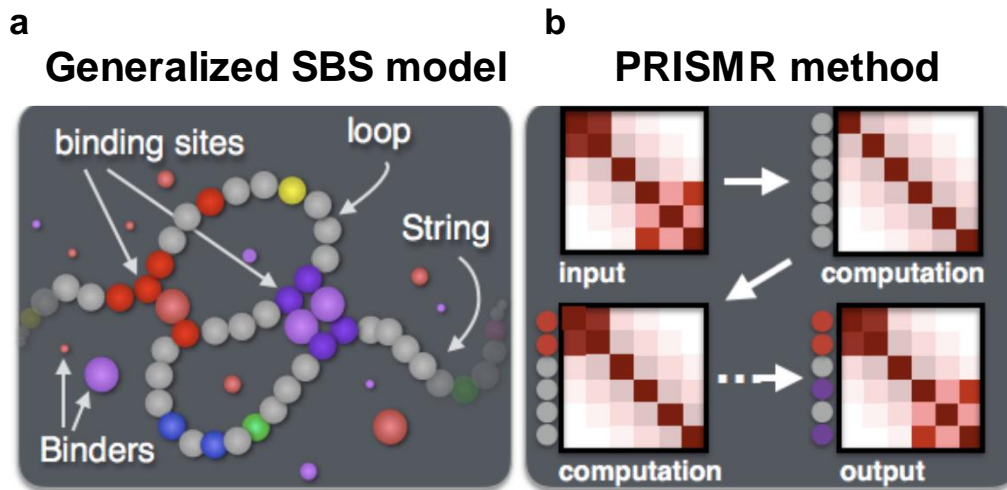 a
Generalized SBS model
binding sites
loop
String
Binders
b
PRISMR method
input
computation
computation
output